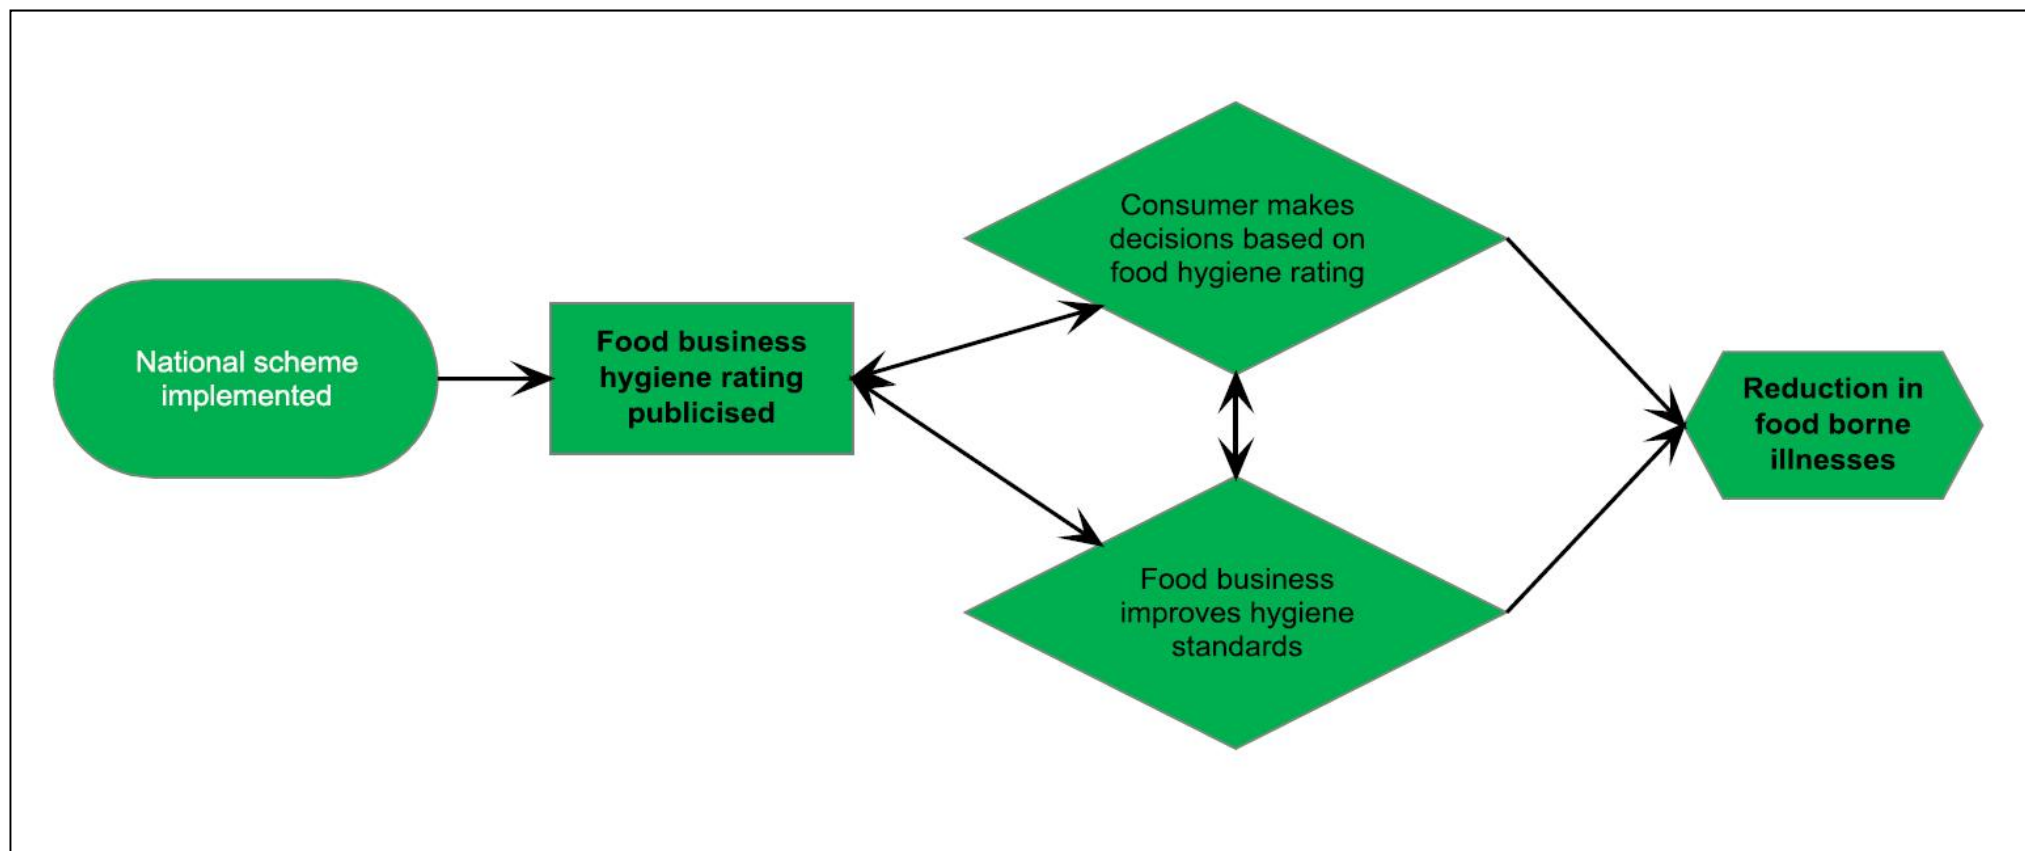 National scheme
implemented
Food business
hygiene rating
publicised
Consumer makes
decisions based on
food hygiene rating
Food business
improves hygiene
standards
Reduction in
food borne
illnesses